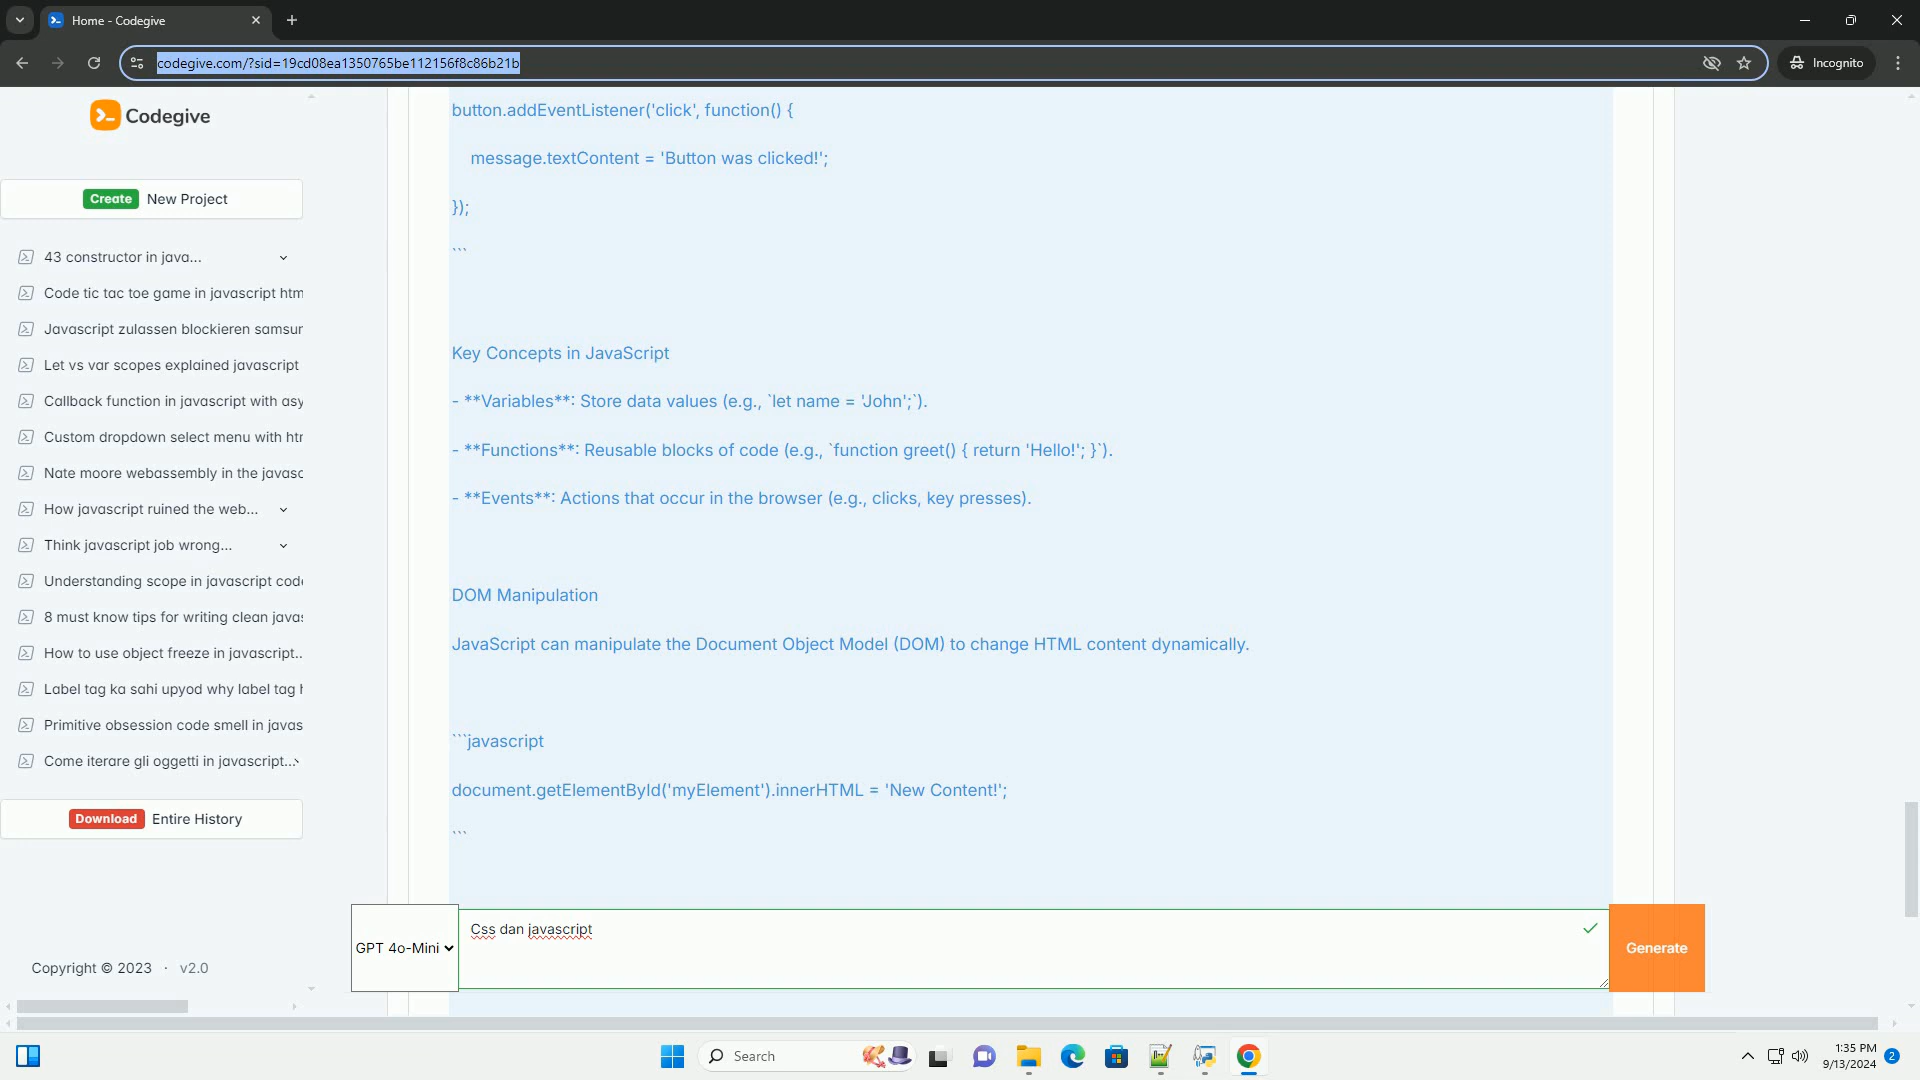 Home - Codegive
codegive.com/?sid=19cd08ea1350765be112156f8c86b21b
Incognito
Codegive
Create New Project
43 constructor in java...
Code tic tac toe game in javascript htm
Javascript zulassen blockieren samsur
Let vs var scopes explained javascript
Callback function in javascript with asy
Custom dropdown select menu with htr
Nate moore webassembly in the javasc
How javascript ruined the web...
Think javascript job wrong...
Understanding scope in javascript code
8 must know tips for writing clean javas
How to use object freeze in javascript..
Label tag ka sahi upyod why label tag h
Primitive obsession code smell in javas
Come iterare gli oggetti in javascript...
Download Entire History
Copyright © 2023 · v2.0
button.addEventListener('click', function() {
message.textContent = 'Button was clicked!';
});
```
Key Concepts in JavaScript
- **Variables**: Store data values (e.g., `let name = 'John';`).
- **Functions**: Reusable blocks of code (e.g., `function greet() { return 'Hello!'; }`).
- **Events**: Actions that occur in the browser (e.g., clicks, key presses).
DOM Manipulation
JavaScript can manipulate the Document Object Model (DOM) to change HTML content dynamically.
```javascript
document.getElementById('myElement').innerHTML = 'New Content!';
```
GPT 4o-Mini
Css dan javascript
Generate
Search
1:35 PM
9/13/2024
2